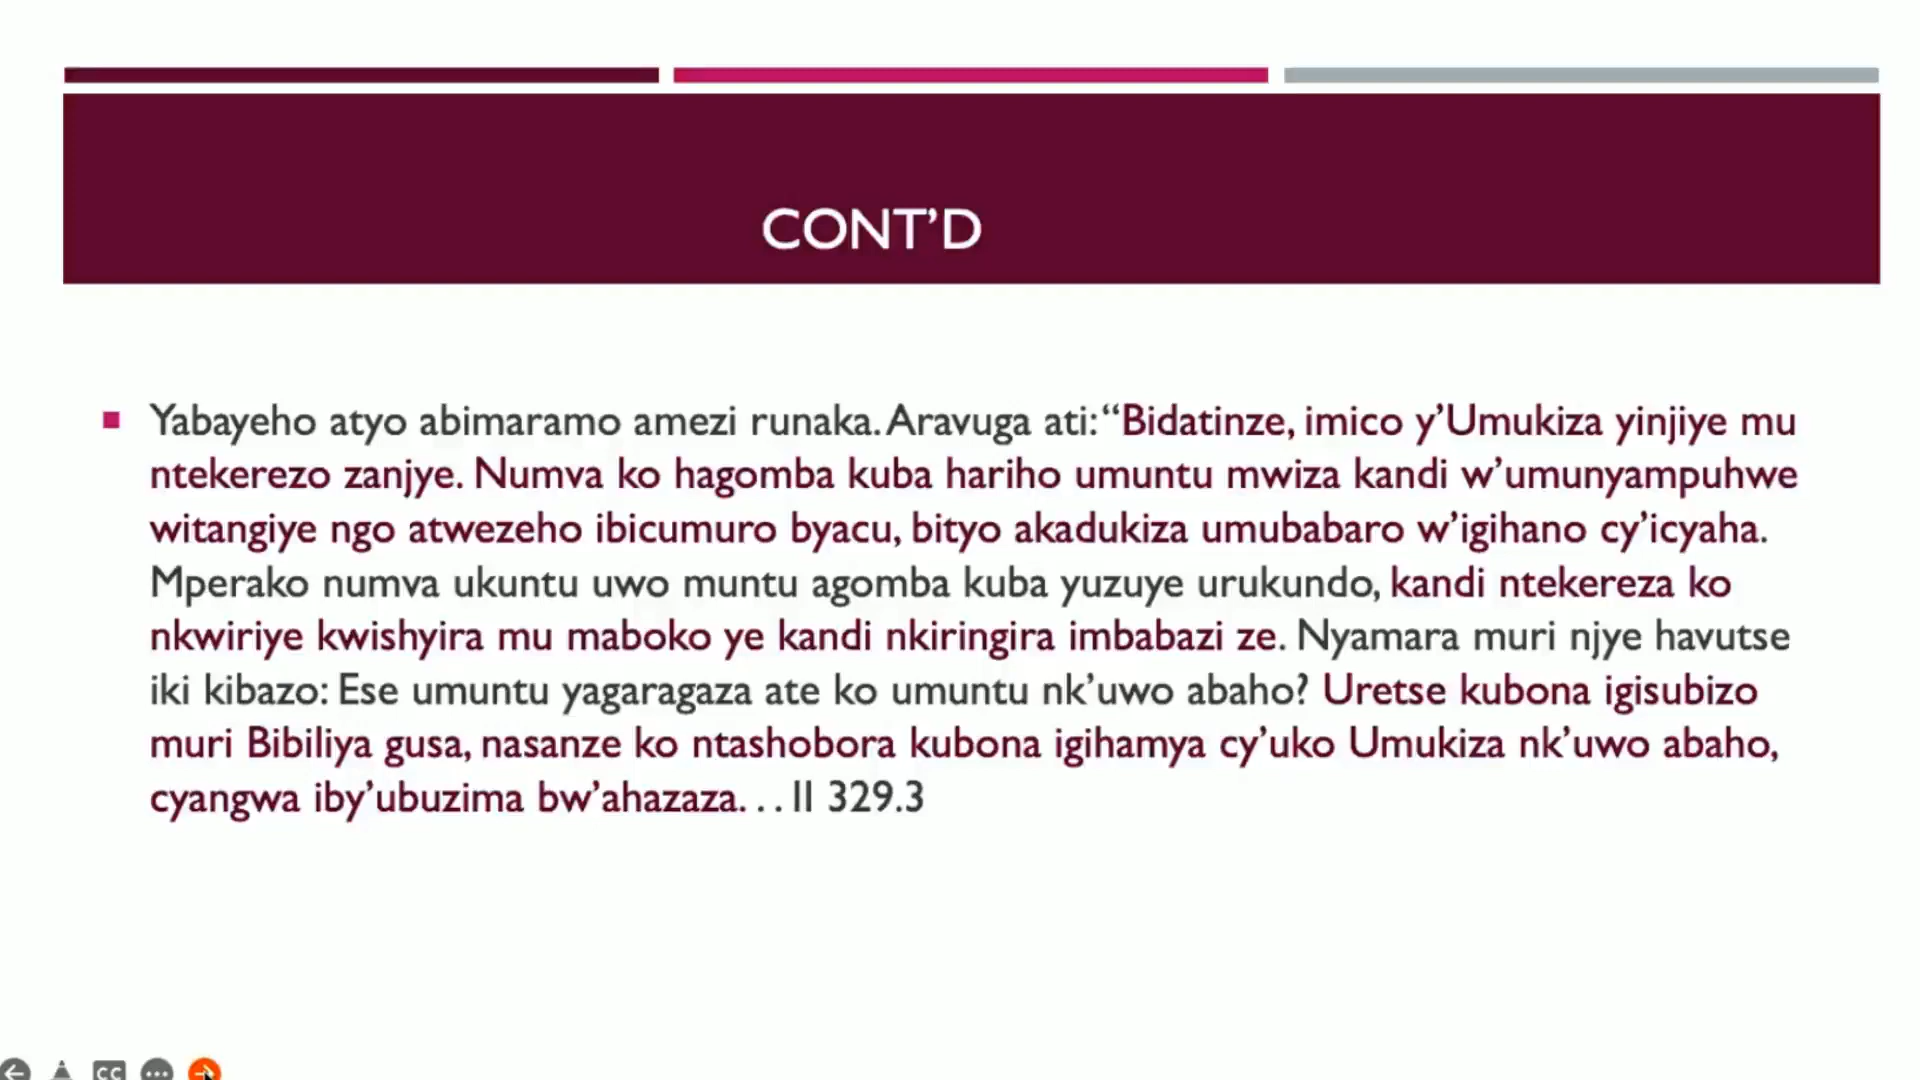 CONT’D
Yabayeho atyo abimaramo amezi runaka. Aravuga ati: “Bidatinze, imico y’Umukiza yinjiye mu
ntekerezo zanjye. Numva ko hagomba kuba hariho umuntu mwiza kandi w’umunyampuhwe
witangiye ngo atwezeho ibicumuro byacu, bityo akadukiza umubabaro w’igihano cy’icyaha.
Mperako numva ukuntu uwo muntu agomba kuba yuzuye urukundo, kandi ntekereza ko
nkwiriye kwishyira mu maboko ye kandi nkiringira imbabazi ze. Nyamara muri njye havutse
iki kibazo: Ese umuntu yagaragaza ate ko umuntu nk’uwo abaho? Uretse kubona igisubizo
muri Bibiliya gusa, nasanze ko ntashobora kubona igihamya cy’uko Umukiza nk’uwo abaho,
cyangwa iby’ubuzima bw’ahazaza. . . II 329.3
CC